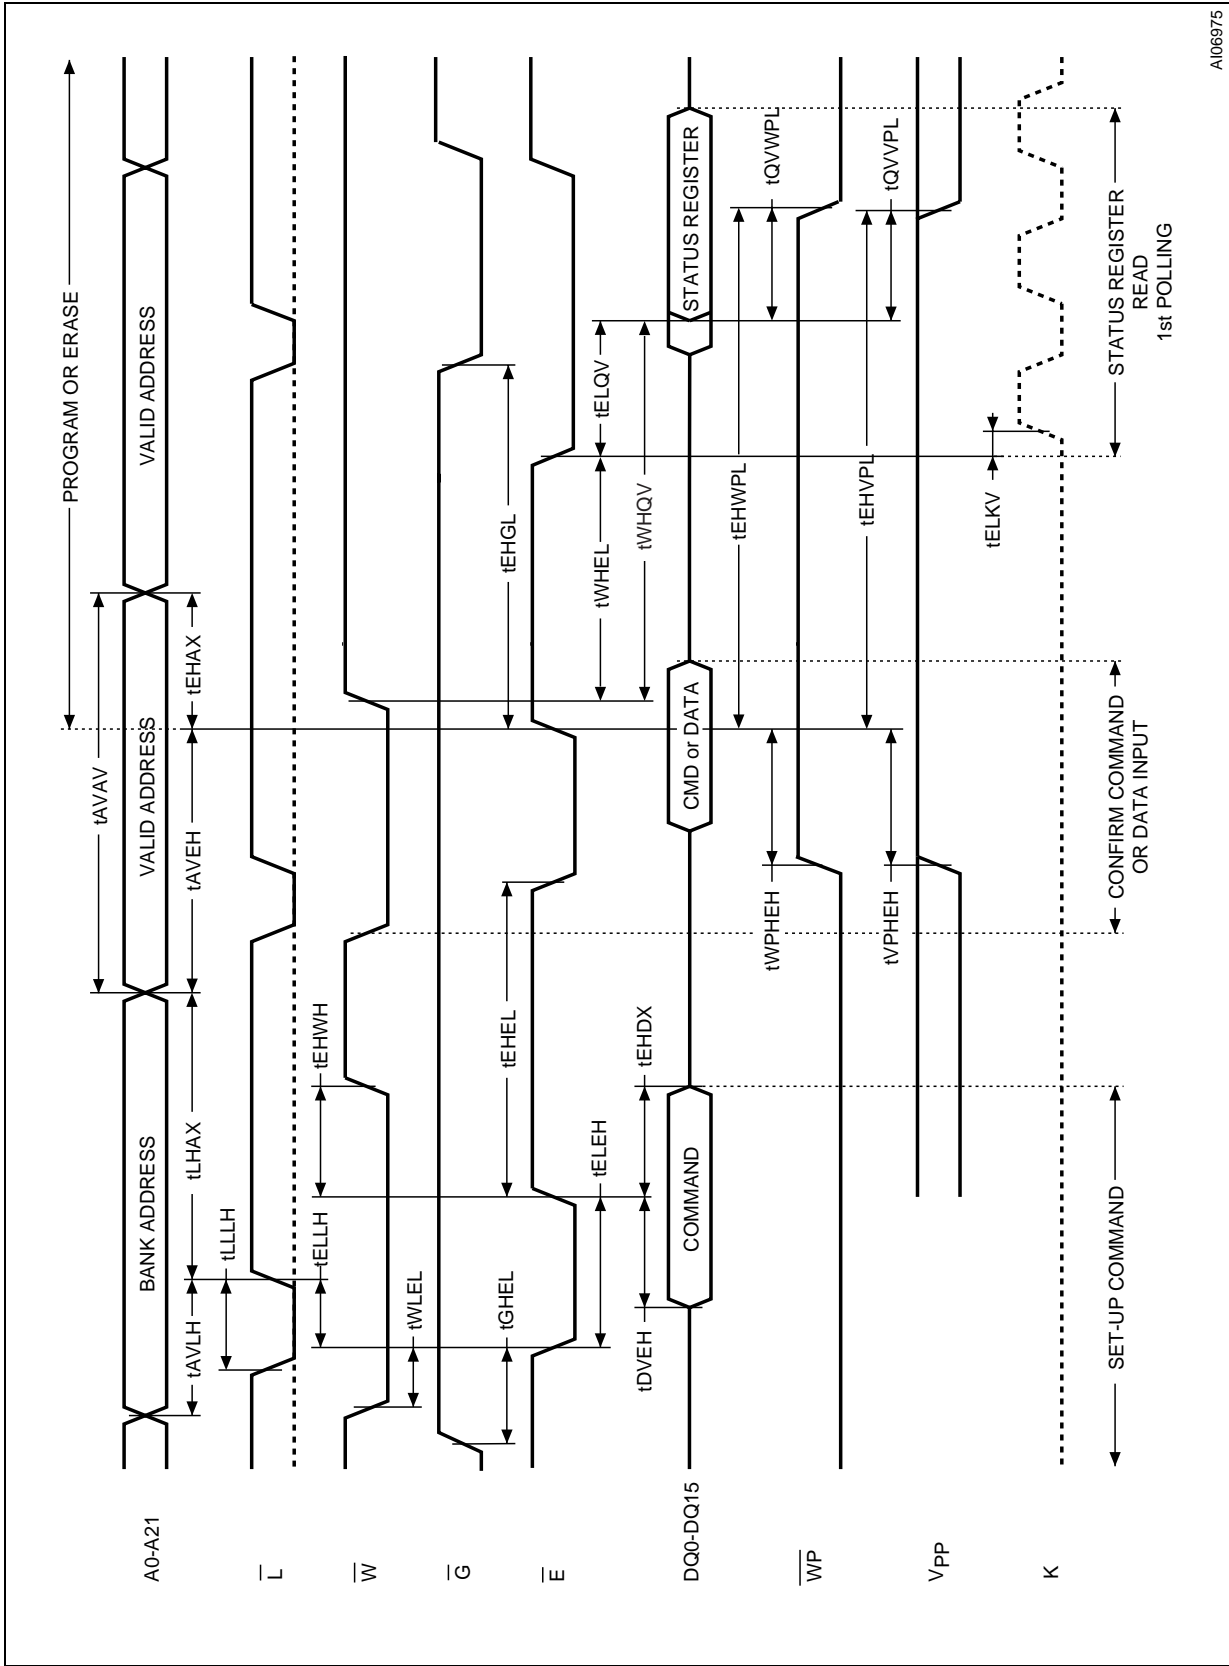 PROGRAM OR ERASE
tAVAV
A0-A21
BANK ADDRESS
VALID ADDRESS
VALID ADDRESS
tAVLH
tLHAX
tAVEH
tEHAX
tLLLH
L
tELLH
tEHWH
W
tWLEL
G
tGHEL
tEHEL
tEHGL
E
tELEH
tWHEL
tELQV
tDVEH
tEHDX
tWHQV
DQ0-DQ15
COMMAND
CMD or DATA
STATUS REGISTER
tEHWPL
tWPHEH
tQVWPL
WP
tEHVPL
tVPHEH
tQVVPL
VPP
tELKV
K
SET-UP COMMAND
CONFIRM COMMAND
OR DATA INPUT
STATUS REGISTER
READ
1st POLLING
AI06975